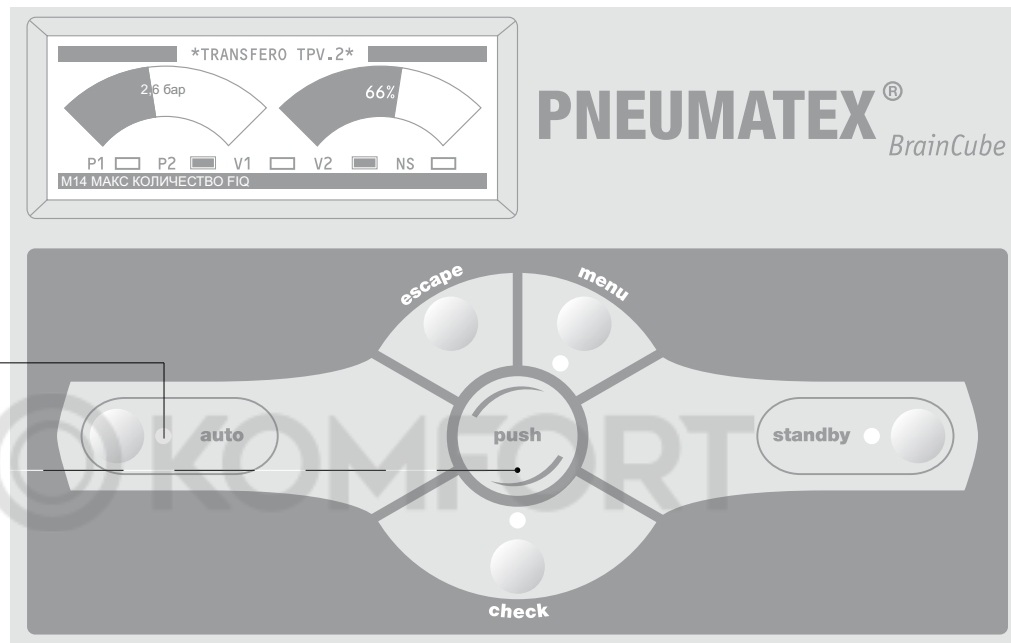 *TRANSFERO TPV.2*
2,6 бар
66%
P1 P2 V1 V2 NS
M14 МАКС КОЛИЧЕСТВО FIQ
PNEUMATEX®
BrainCube
escape
menu
auto
push
standby
check
© KOMFORT